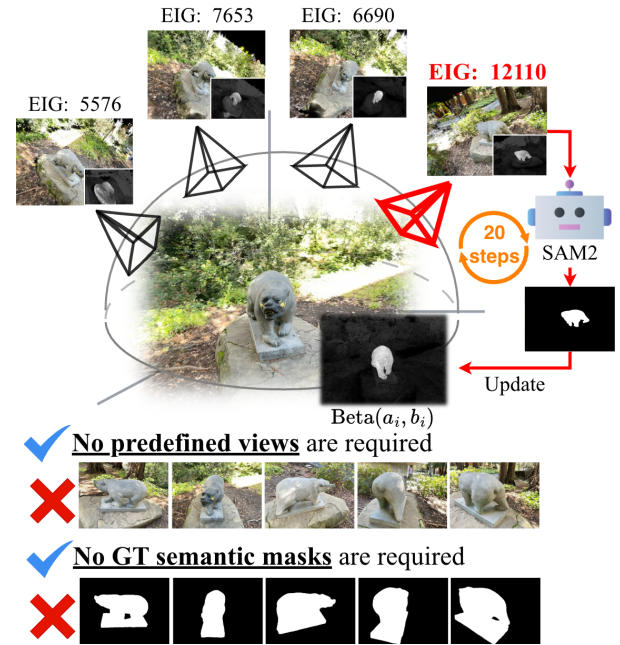 EIG: 7653
EIG: 6690
EIG: 12110
EIG: 5576
20
steps
SAM2
Update
Beta(a_i, b_i)
No predefined views are required
No GT semantic masks are required